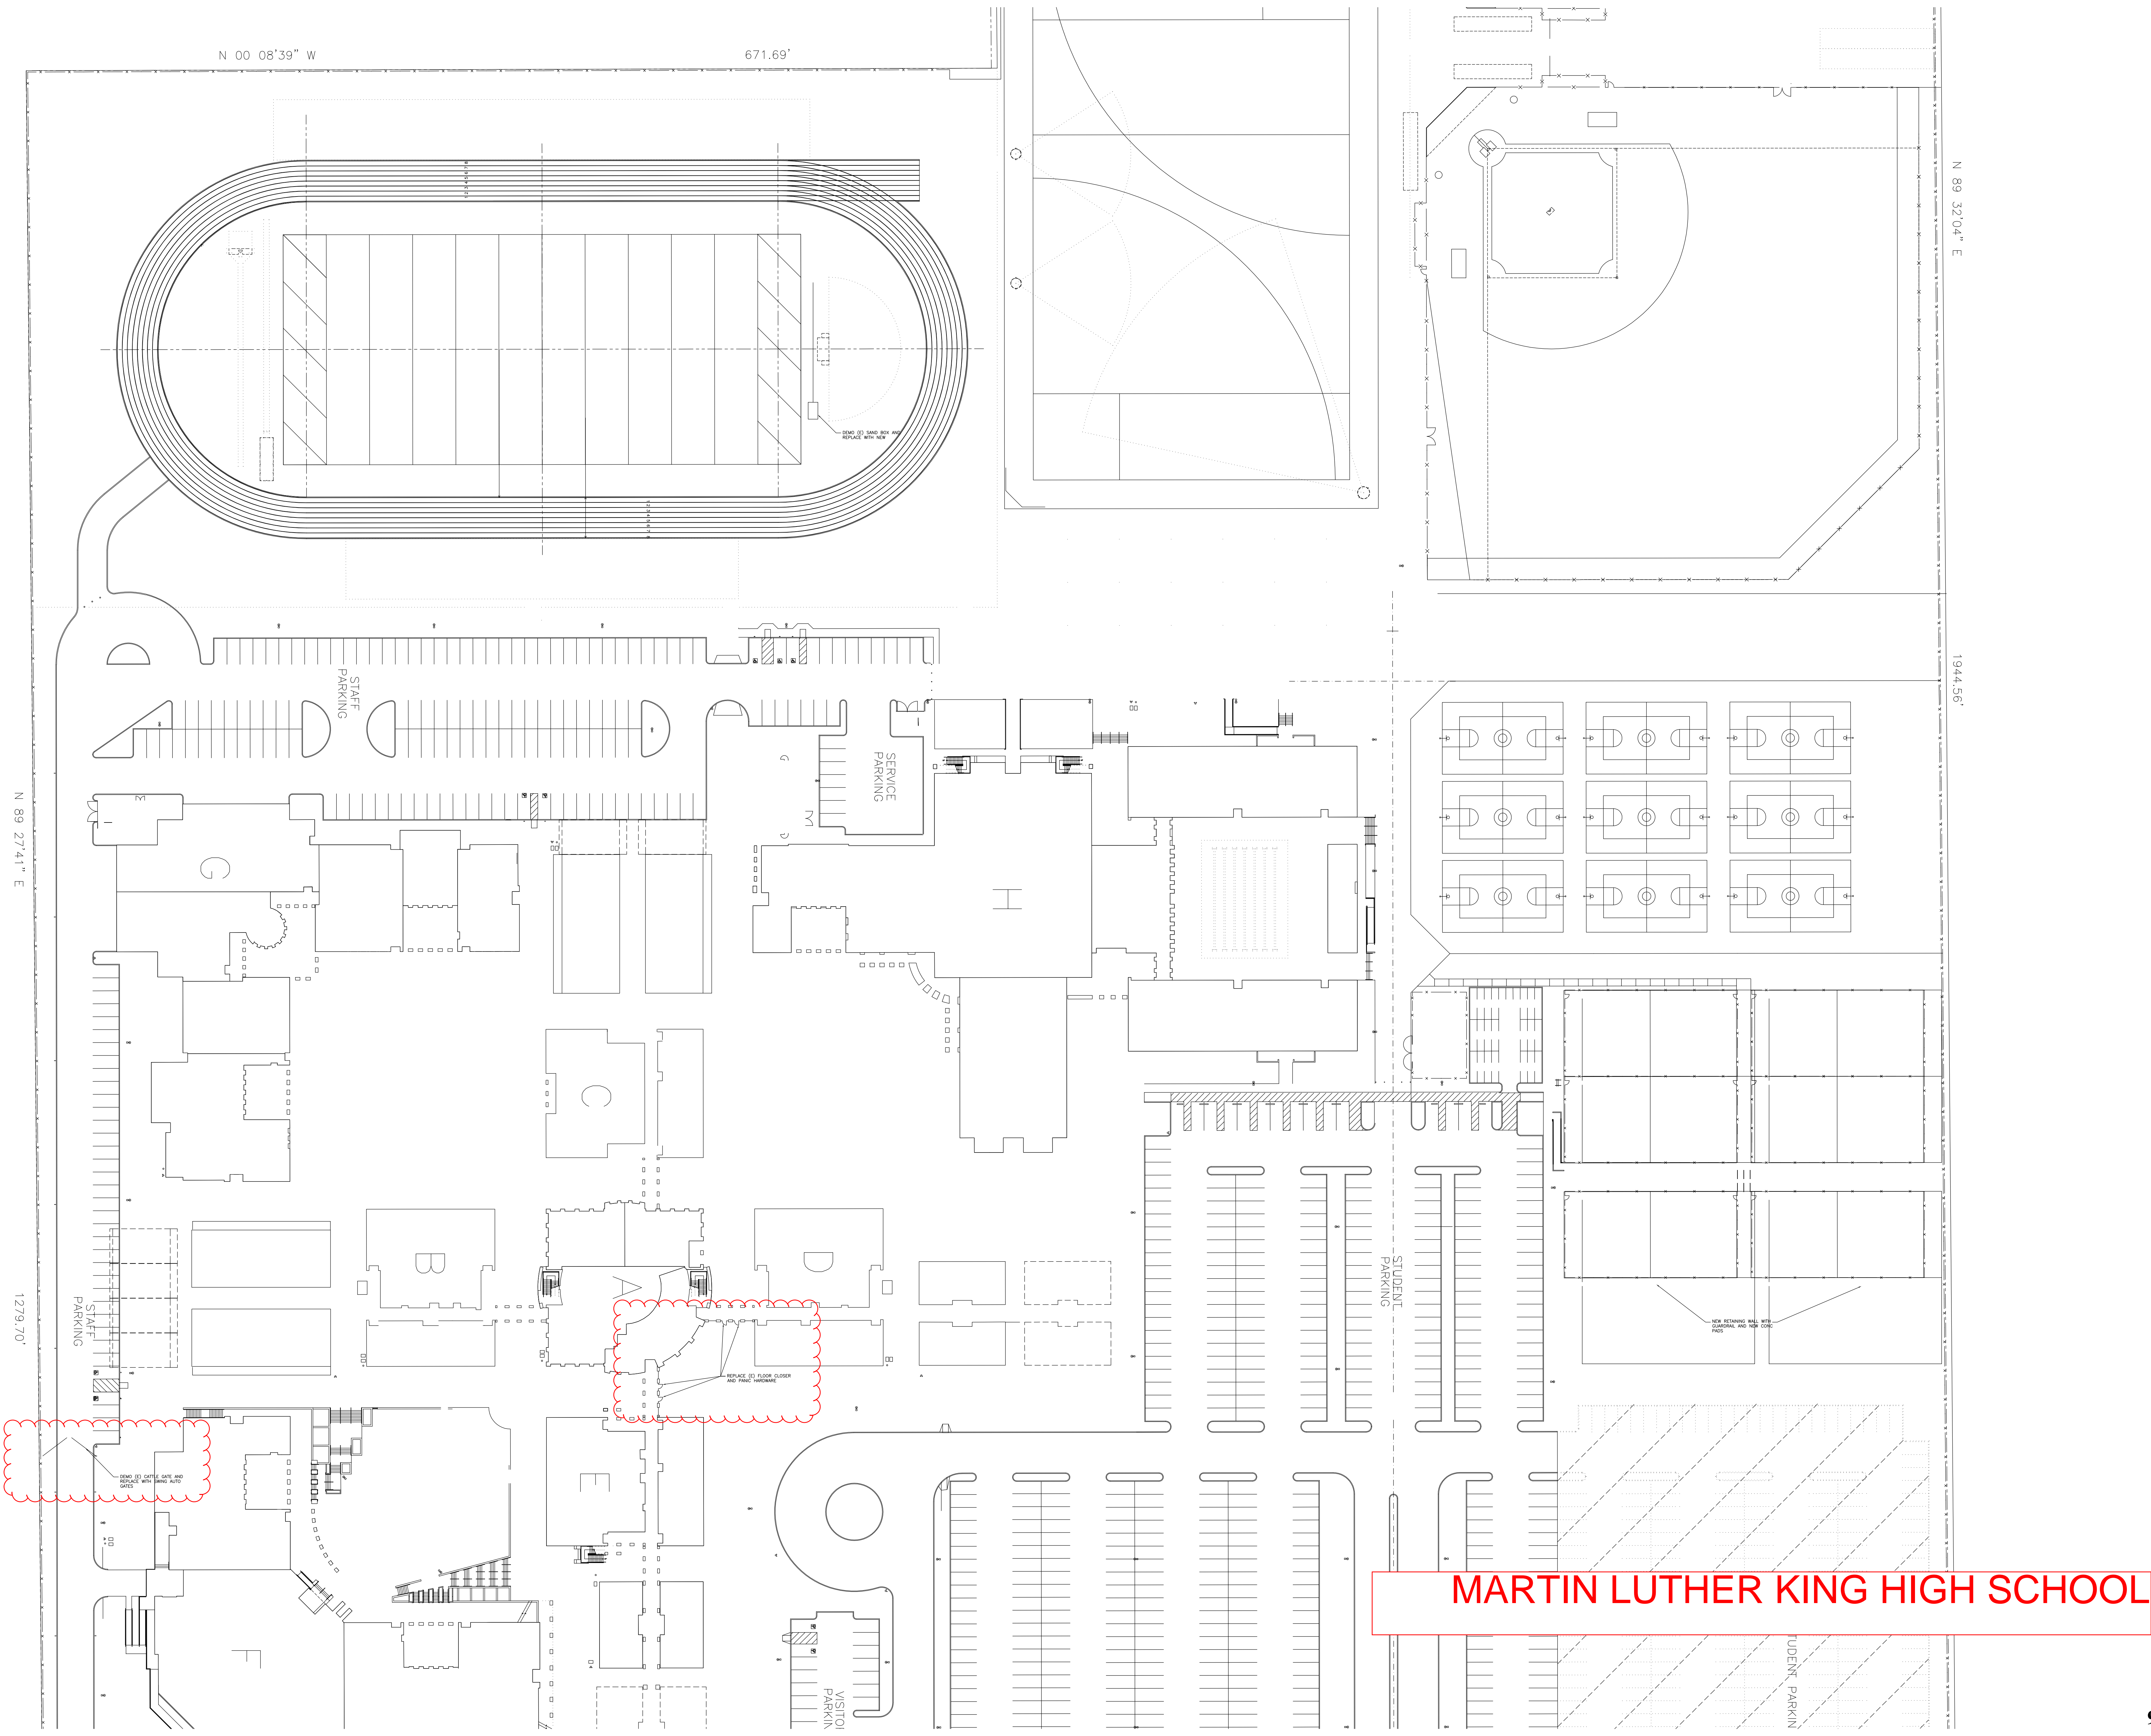 N 00 08'39" W
671.69'
N 89 32'04" E
1944.56'
DEMO (E) SAND BOX AND
REPLACE WITH NEW
STAFF
PARKING
SERVICE
PARKING
N 89 27'41" E
1279.70'
G
H
C
B
A
D
STAFF
PARKING
STUDENT
PARKING
NEW RETAINING WALL WITH
GUARDRAIL AND NEW CONC
PADS
REPLACE (E) FLOOR CLOSER
AND PANIC HARDWARE
DEMO (E) CATTLE GATE AND
REPLACE WITH SWING AUTO
GATES
E
F
MARTIN LUTHER KING HIGH SCHOOL
TUDENT PARKIN
VISITO
PARKIN